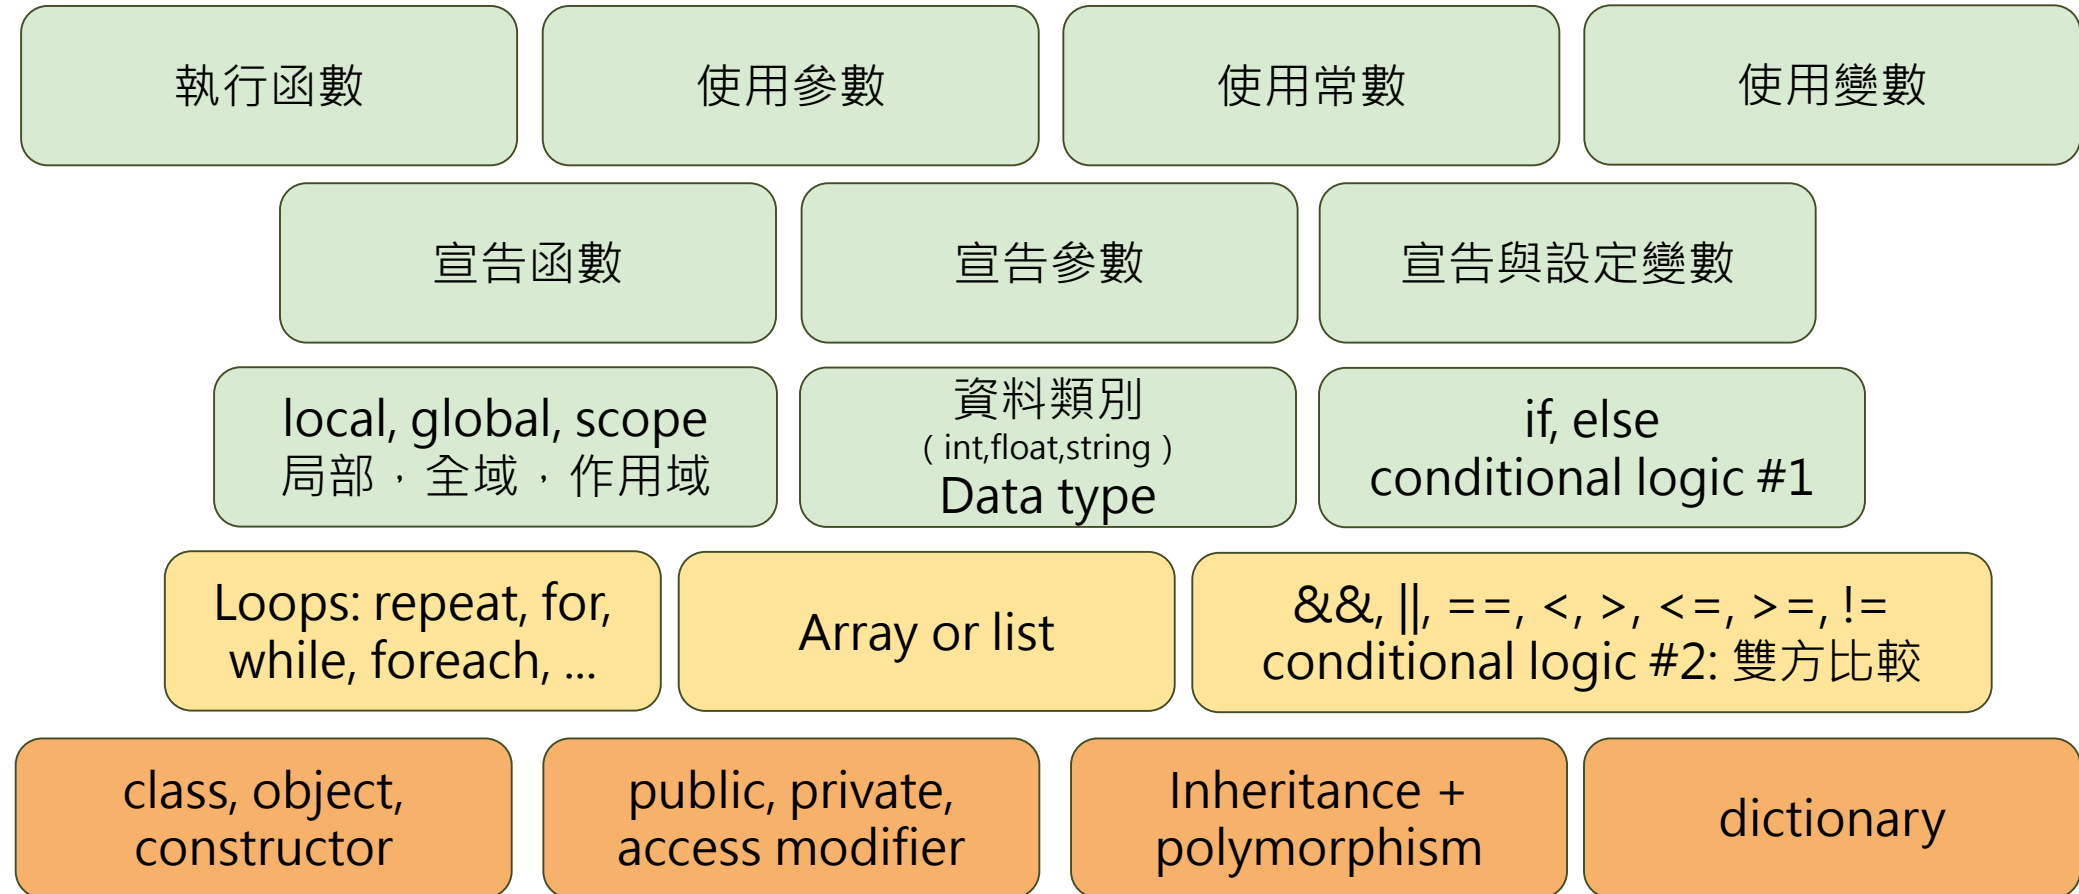 執行函數
使用參數
使用常數
使用變數
宣告函數
宣告參數
宣告與設定變數
local, global, scope
局部，全域，作用域
資料類別
( int,float,string )
Data type
if, else
conditional logic #1
Loops: repeat, for,
while, foreach, ...
Array or list
&&, ||, ==, <, >, <=, >=, !=
conditional logic #2: 雙方比較
class, object,
constructor
public, private,
access modifier
Inheritance +
polymorphism
dictionary